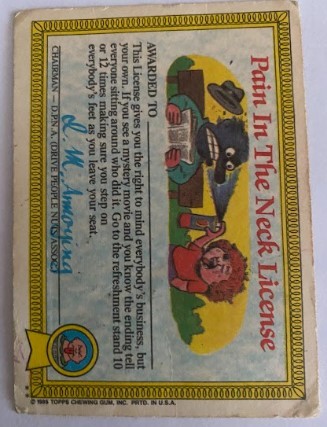 Pain In The Neck License
AWARDED TO
This License gives you the right to mind everybody's business, but
your own. If you see a mystery movie and you know the ending tell
everyone sitting around who did it. Go to the refreshment stand 10
or 12 times making sure you step on
everybody's feet as you leave your seat.
I. M. Annoying
CHAIRMAN — D.P.N.A. (DRIVE PEOPLE NUTS ASSOC.)
© 1986 TOPPS CHEWING GUM, INC. PRTD. IN U.S.A.